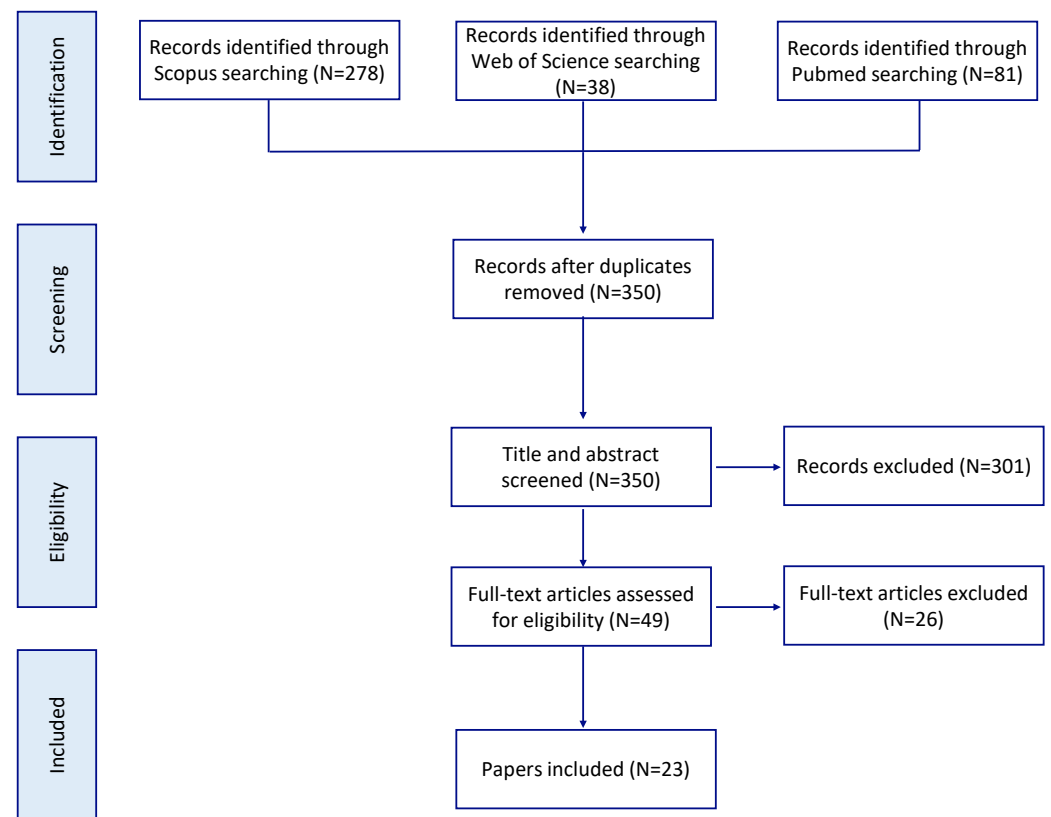 Identification
Records identified through
Scopus searching (N=278)
Records identified through
Web of Science searching
(N=38)
Records identified through
Pubmed searching (N=81)
Screening
Records after duplicates
removed (N=350)
Eligibility
Title and abstract
screened (N=350)
Records excluded (N=301)
Full-text articles assessed
for eligibility (N=49)
Full-text articles excluded
(N=26)
Included
Papers included (N=23)